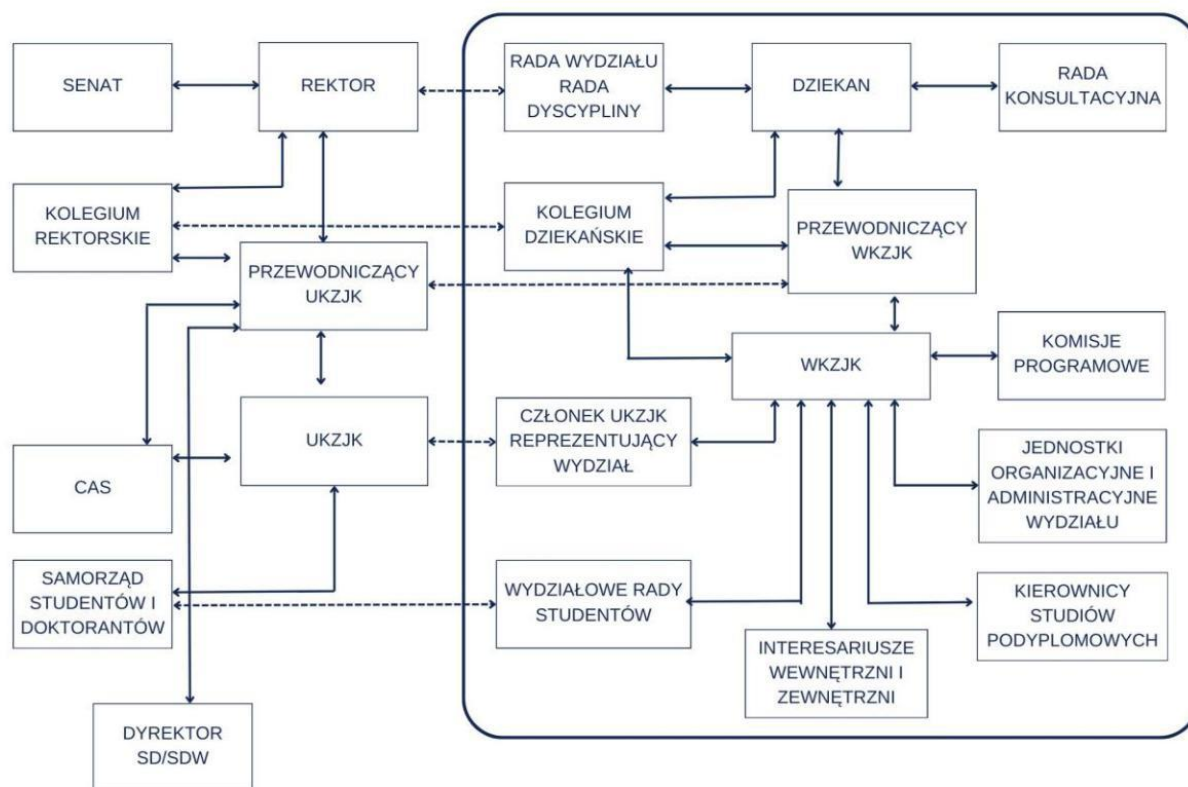 SENAT
REKTOR
RADA WYDZIAŁU
RADA
DYSCYPLINY
DZIEKAN
RADA
KONSULTACYJNA
KOLEGIUM
REKTORSKIE
KOLEGIUM
DZIEKAŃSKIE
PRZEWODNICZĄCY
WKZJK
PRZEWODNICZĄCY
UKZJK
WKZJK
KOMISJE
PROGRAMOWE
UKZJK
CZŁONEK UKZJK
REPREZENTUJĄCY
WYDZIAŁ
CAS
JEDNOSTKI
ORGANIZACYJNE I
ADMINISTRACYJNE
WYDZIAŁU
SAMORZĄD
STUDENTÓW I
DOKTORANTÓW
WYDZIAŁOWE RADY
STUDENTÓW
KIEROWNICY
STUDIÓW
PODYPLOMOWYCH
INTERESARIUSZE
WEWNĘTRZNI I
ZEWNĘTRZNI
DYREKTOR
SD/SDW